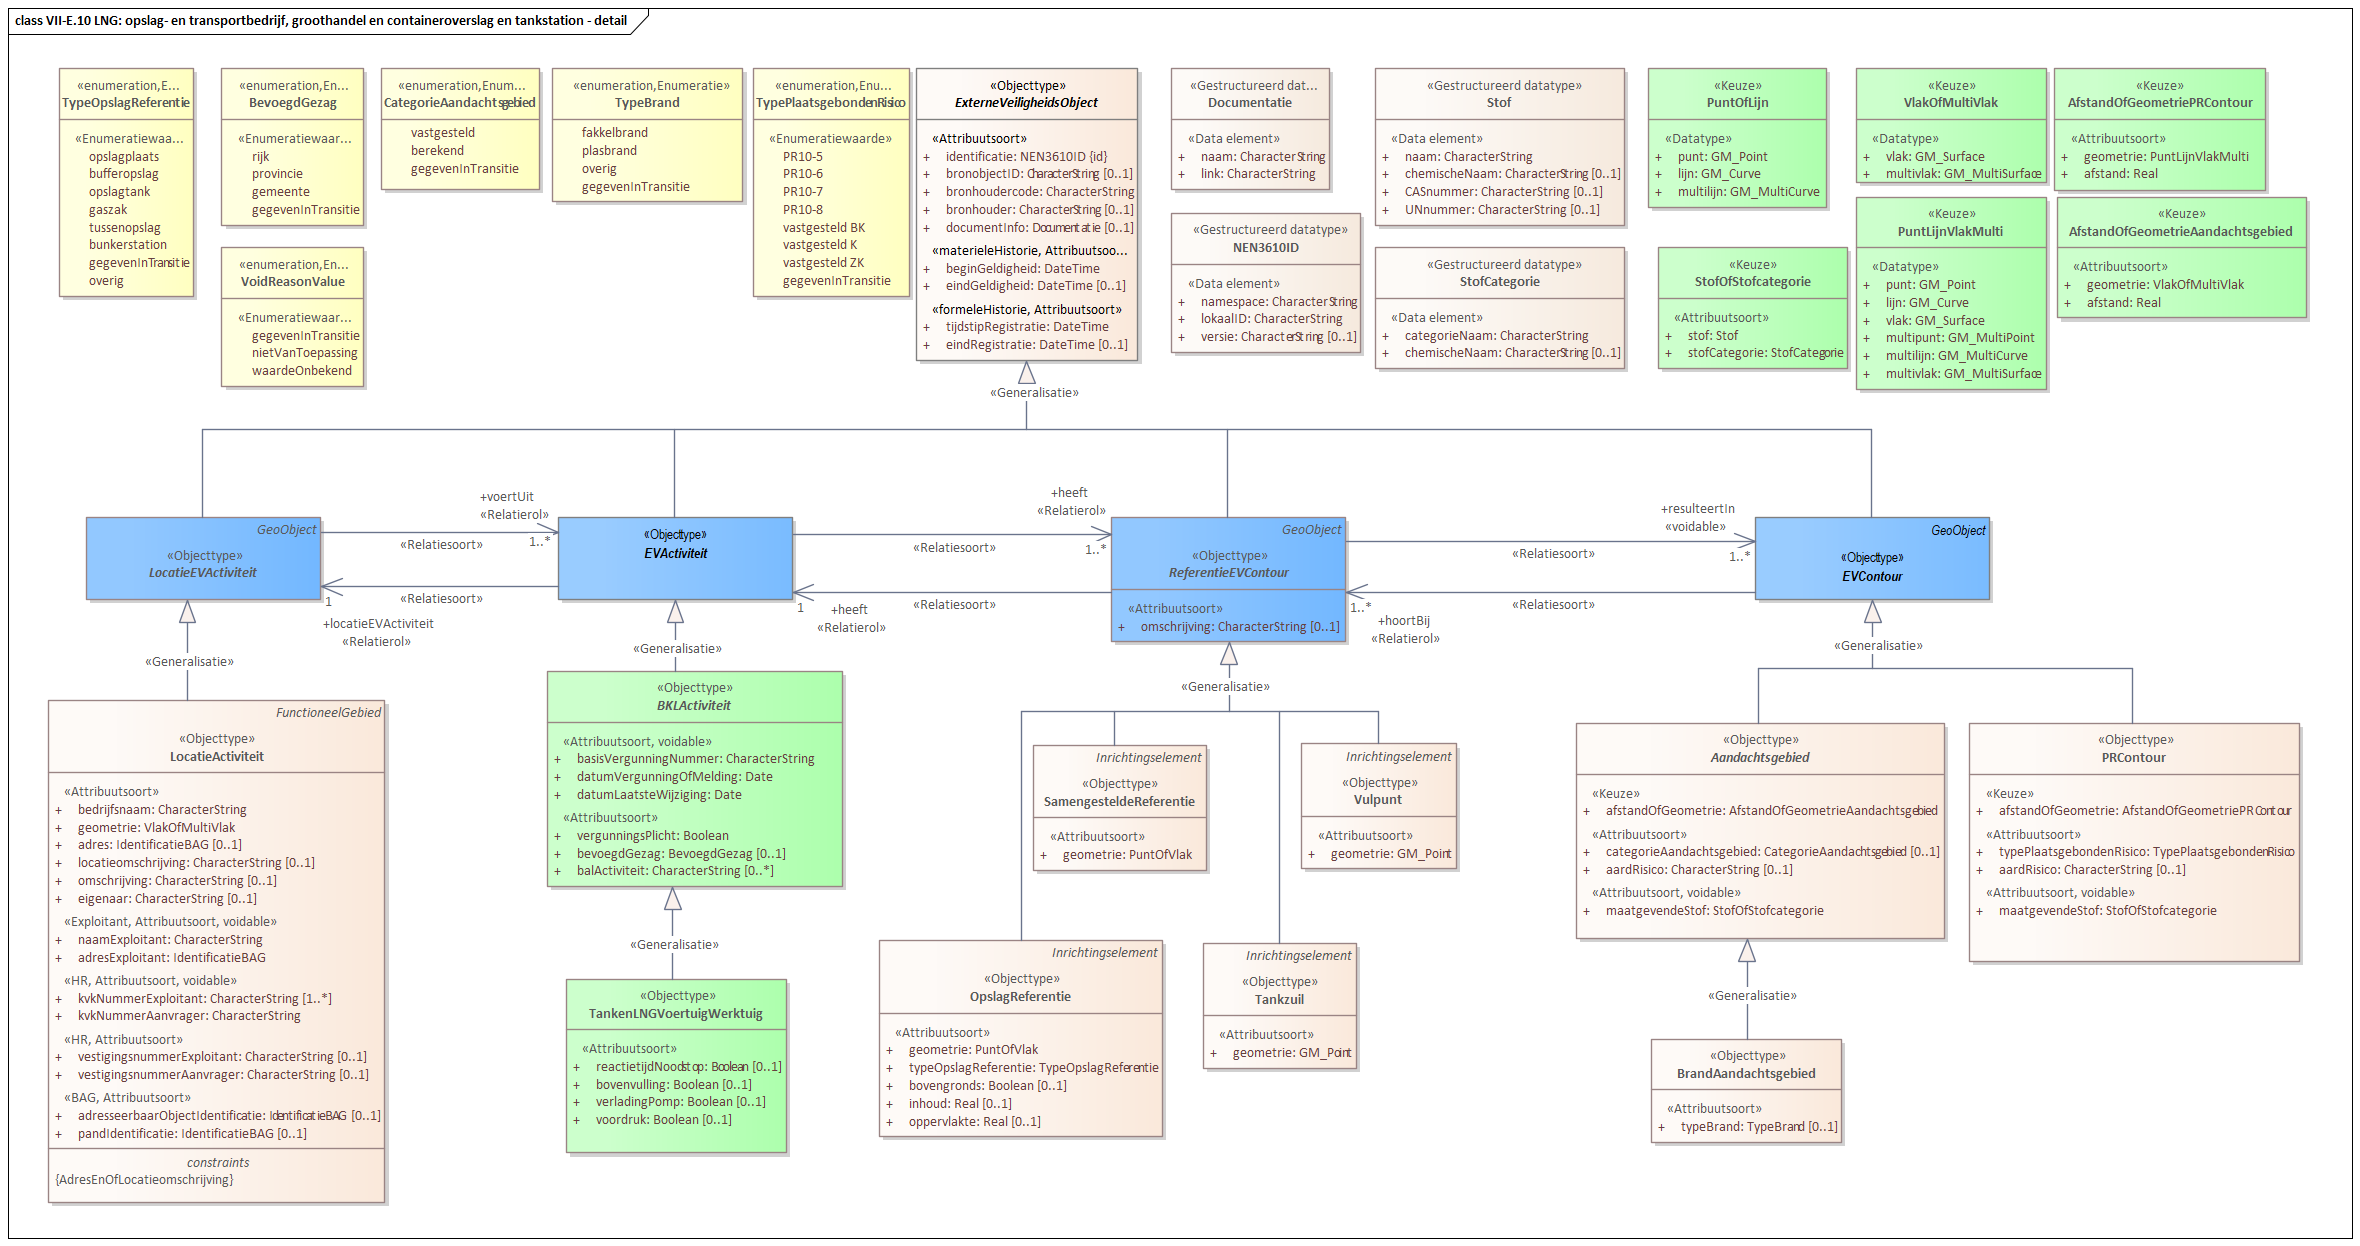 class VII-E.10 LNG: opslag- en transportbedrijf, groothandel en containeroverslag en tankstation - detail
«enumeration,E...
TypeOpslagReferentie
«Enumeratiewaa...
opslagplaats
bufferopslag
opslagtank
gaszak
tussenopslag
bunkerstation
gegevenInTransitie
overig
«enumeration,En...
BevoegdGezag
«Enumeratiewaar...
rijk
provincie
gemeente
gegevenInTransitie
«enumeration,En...
VoidReasonValue
«Enumeratiewaar...
gegevenInTransitie
nietVanToepassing
waardeOnbekend
«enumeration,Enum...
CategorieAandachtsgebied
vastgesteld
berekend
gegevenInTransitie
«enumeration,Enumeratie»
TypeBrand
fakkelbrand
plasbrand
overig
gegevenInTransitie
«enumeration,Enu...
TypePlaatsgebondenRisico
«Enumeratiewaarde»
PR10-5
PR10-6
PR10-7
PR10-8
vastgesteld BK
vastgesteld K
vastgesteld ZK
gegevenInTransitie
«Objecttype»
ExterneVeiligheidsObject
«Attribuutsoort»
+ identificatie: NEN3610ID {id}
+ bronobjectID: CharacterString [0..1]
+ bronhoudercode: CharacterString
+ bronhouder: CharacterString [0..1]
+ documentInfo: Documentatie [0..1]
«materieleHistorie, Attribuutsoo...
+ beginGeldigheid: DateTime
+ eindGeldigheid: DateTime [0..1]
«formeleHistorie, Attribuutsoort»
+ tijdstipRegistratie: DateTime
+ eindRegistratie: DateTime [0..1]
«Gestructureerd dat...
Documentatie
«Data element»
+ naam: CharacterString
+ link: CharacterString
«Gestructureerd datatype»
NEN3610ID
«Data element»
+ namespace: CharacterString
+ lokaalID: CharacterString
+ versie: CharacterString [0..1]
«Gestructureerd datatype»
Stof
«Data element»
+ naam: CharacterString
+ chemischeNaam: CharacterString [0..1]
+ CASnummer: CharacterString [0..1]
+ UNnummer: CharacterString [0..1]
«Gestructureerd datatype»
StofCategorie
«Data element»
+ categorieNaam: CharacterString
+ chemischeNaam: CharacterString [0..1]
«Keuze»
PuntOfLijn
«Datatype»
+ punt: GM_Point
+ lijn: GM_Curve
+ multilijn: GM_MultiCurve
«Keuze»
StofOfStofcategorie
«Attribuutsoort»
+ stof: Stof
+ stofCategorie: StofCategorie
«Keuze»
VlakOfMultiVlak
«Datatype»
+ vlak: GM_Surface
+ multivlak: GM_MultiSurface
«Keuze»
PuntLijnVlakMulti
«Datatype»
+ punt: GM_Point
+ lijn: GM_Curve
+ vlak: GM_Surface
+ multipunt: GM_MultiPoint
+ multilijn: GM_MultiCurve
+ multivlak: GM_MultiSurface
«Keuze»
AfstandOfGeometriePRContour
«Attribuutsoort»
+ geometrie: PuntLijnVlakMulti
+ afstand: Real
«Keuze»
AfstandOfGeometrieAandachtsgebied
«Attribuutsoort»
+ geometrie: VlakOfMultiVlak
+ afstand: Real
«Generalisatie»
GeoObject
«Objecttype»
LocatieEVActiviteit
+voertUit
«Relatierol»
1..*
«Relatiesoort»
«Relatiesoort»
1
+locatieEVActiviteit
«Relatierol»
«Objecttype»
EVActiviteit
+heeft
«Relatierol»
1..*
«Relatiesoort»
«Relatiesoort»
1
+heeft
«Relatierol»
GeoObject
«Objecttype»
ReferentieEVContour
«Attribuutsoort»
+ omschrijving: CharacterString [0..1]
+resulteertIn
«voidable»
1..*
«Relatiesoort»
«Relatiesoort»
1..*
+hoortBij
«Relatierol»
GeoObject
«Objecttype»
EVContour
«Generalisatie»
«Generalisatie»
«Generalisatie»
«Generalisatie»
FunctioneelGebied
«Objecttype»
LocatieActiviteit
«Attribuutsoort»
+ bedrijfsnaam: CharacterString
+ geometrie: VlakOfMultiVlak
+ adres: IdentificatieBAG [0..1]
+ locatieomschrijving: CharacterString [0..1]
+ omschrijving: CharacterString [0..1]
+ eigenaar: CharacterString [0..1]
«Exploitant, Attribuutsoort, voidable»
+ naamExploitant: CharacterString
+ adresExploitant: IdentificatieBAG
«HR, Attribuutsoort, voidable»
+ kvkNummerExploitant: CharacterString [1..*]
+ kvkNummerAanvrager: CharacterString
«HR, Attribuutsoort»
+ vestigingsnummerExploitant: CharacterString [0..1]
+ vestigingsnummerAanvrager: CharacterString [0..1]
«BAG, Attribuutsoort»
+ adresseerbaarObjectIdentificatie: IdentificatieBAG [0..1]
+ pandIdentificatie: IdentificatieBAG [0..1]
constraints
{AdresEnOfLocatieomschrijving}
«Objecttype»
BKLActiviteit
«Attribuutsoort, voidable»
+ basisVergunningNummer: CharacterString
+ datumVergunningOfMelding: Date
+ datumLaatsteWijziging: Date
«Attribuutsoort»
+ vergunningsPlicht: Boolean
+ bevoegdGezag: BevoegdGezag [0..1]
+ balActiviteit: CharacterString [0..*]
«Generalisatie»
«Objecttype»
TankenLNGVoertuigWerktuig
«Attribuutsoort»
+ reactietijdNoodstop: Boolean [0..1]
+ bovenvulling: Boolean [0..1]
+ verladingPomp: Boolean [0..1]
+ voordruk: Boolean [0..1]
Inrichtingselement
«Objecttype»
SamengesteldeReferentie
«Attribuutsoort»
+ geometrie: PuntOfVlak
Inrichtingselement
«Objecttype»
Vulpunt
«Attribuutsoort»
+ geometrie: GM_Point
Inrichtingselement
«Objecttype»
OpslagReferentie
«Attribuutsoort»
+ geometrie: PuntOfVlak
+ typeOpslagReferentie: TypeOpslagReferentie
+ bovengronds: Boolean [0..1]
+ inhoud: Real [0..1]
+ oppervlakte: Real [0..1]
Inrichtingselement
«Objecttype»
Tankzuil
«Attribuutsoort»
+ geometrie: GM_Point
«Objecttype»
Aandachtsgebied
«Keuze»
+ afstandOfGeometrie: AfstandOfGeometrieAandachtsgebied
«Attribuutsoort»
+ categorieAandachtsgebied: CategorieAandachtsgebied [0..1]
+ aardRisico: CharacterString [0..1]
«Attribuutsoort, voidable»
+ maatgevendeStof: StofOfStofcategorie
«Objecttype»
PRContour
«Keuze»
+ afstandOfGeometrie: AfstandOfGeometriePRContour
«Attribuutsoort»
+ typePlaatsgebondenRisico: TypePlaatsgebondenRisico
+ aardRisico: CharacterString [0..1]
«Attribuutsoort, voidable»
+ maatgevendeStof: StofOfStofcategorie
«Generalisatie»
«Objecttype»
BrandAandachtsgebied
«Attribuutsoort»
+ typeBrand: TypeBrand [0..1]